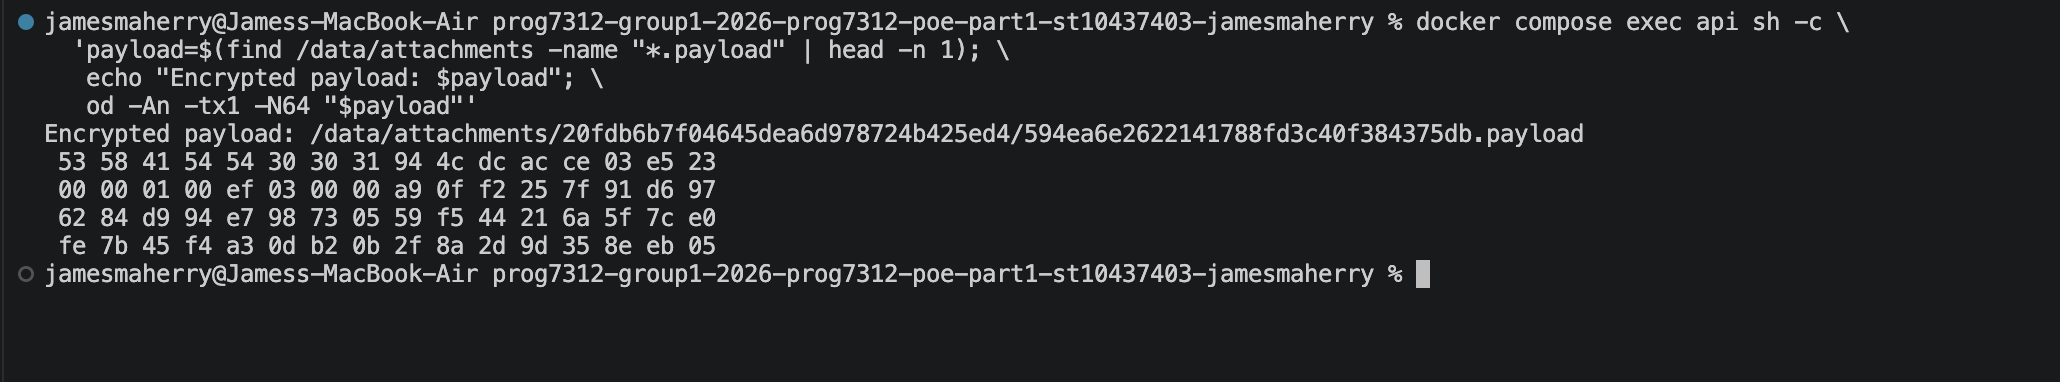 jamesmaherry@Jamess-MacBook-Air prog7312-group1-2026-prog7312-poe-part1-st10437403-jamesmaherry % docker compose exec api sh -c \
'payload=$(find /data/attachments -name "*.payload" | head -n 1); \
echo "Encrypted payload: $payload"; \
od -An -tx1 -N64 "$payload"'
Encrypted payload: /data/attachments/20fdb6b7f04645dea6d978724b425ed4/594ea6e2622141788fd3c40f384375db.payload
53 58 41 54 54 30 30 31 94 4c dc ac ce 03 e5 23
00 00 01 00 ef 03 00 00 a9 0f f2 25 7f 91 d6 97
62 84 d9 94 e7 98 73 05 59 f5 44 21 6a 5f 7c e0
fe 7b 45 f4 a3 0d b2 0b 2f 8a 2d 9d 35 8e eb 05
jamesmaherry@Jamess-MacBook-Air prog7312-group1-2026-prog7312-poe-part1-st10437403-jamesmaherry %